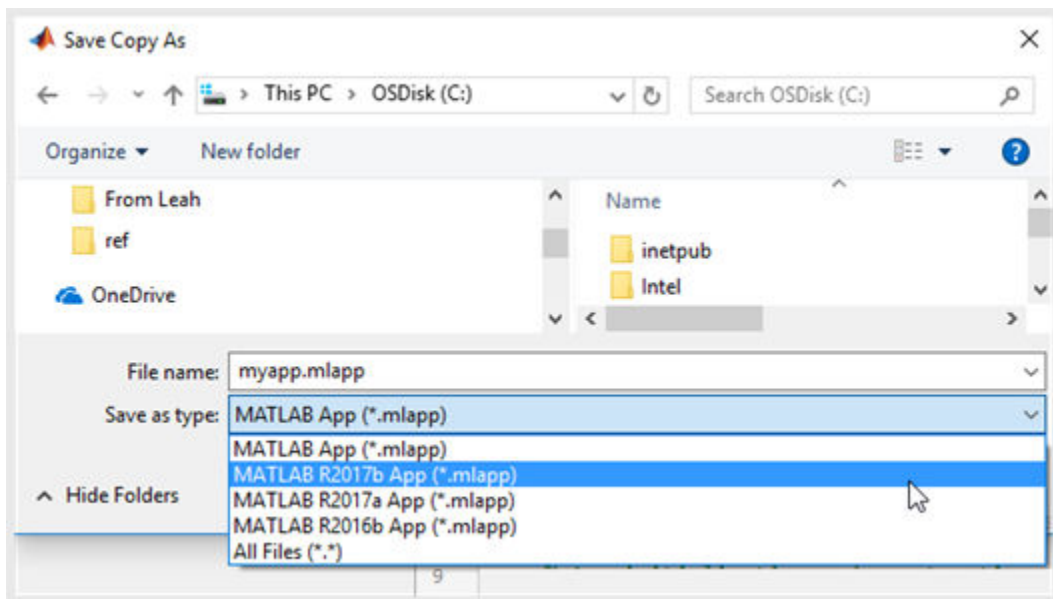 Save Copy As
This PC > OSDisk (C:)
Search OSDisk (C:)
Organize
New folder
From Leah
ref
OneDrive
Name
inetpub
Intel
File name: myapp.mlapp
Save as type: MATLAB App (*.mlapp)
MATLAB App (*.mlapp)
MATLAB R2017b App (*.mlapp)
MATLAB R2017a App (*.mlapp)
MATLAB R2016b App (*.mlapp)
All Files (*.*)
Hide Folders
9